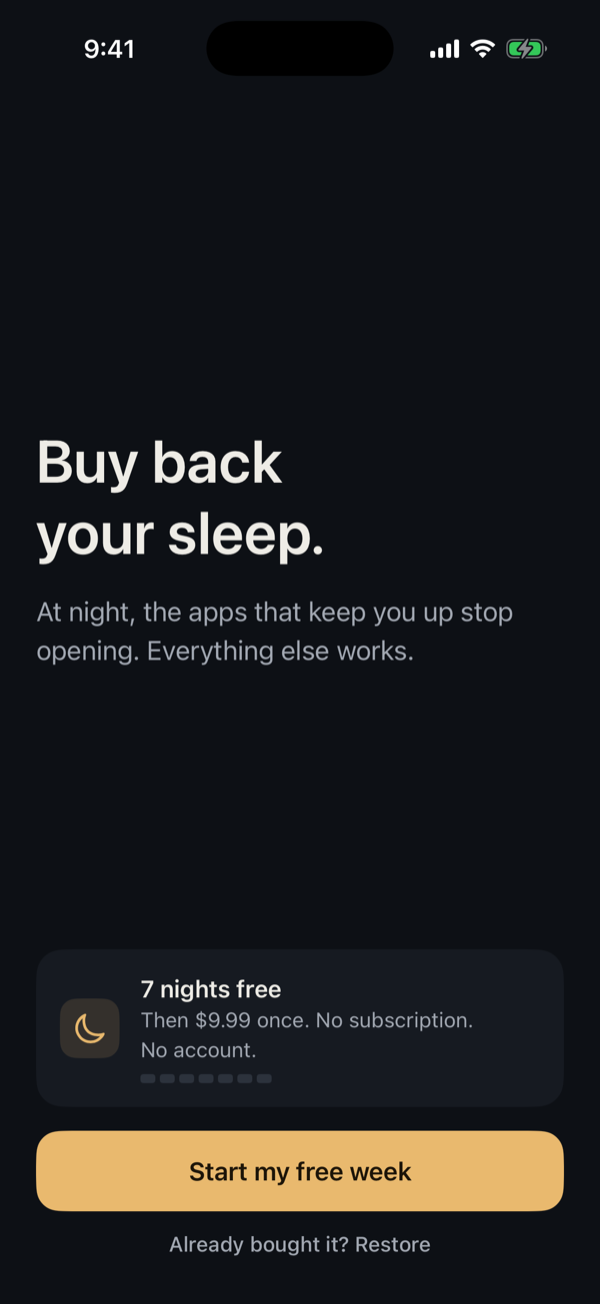 9:41
Buy back
your sleep.
At night, the apps that keep you up stop
opening. Everything else works.
7 nights free
Then $9.99 once. No subscription.
No account.
Start my free week
Already bought it? Restore